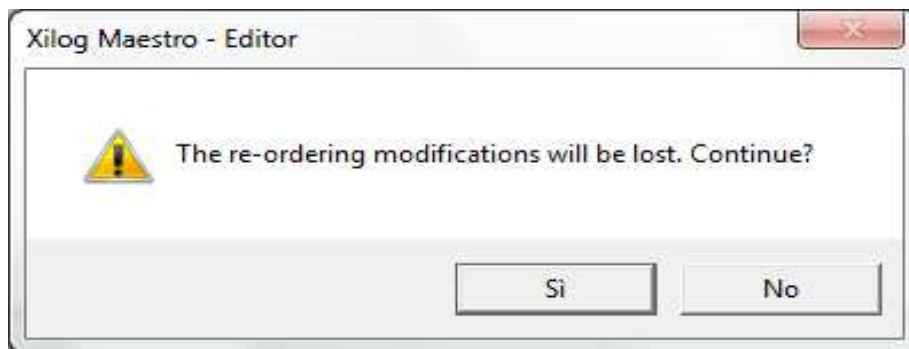 Xilog Maestro - Editor
The re-ordering modifications will be lost. Continue?
Sì
No